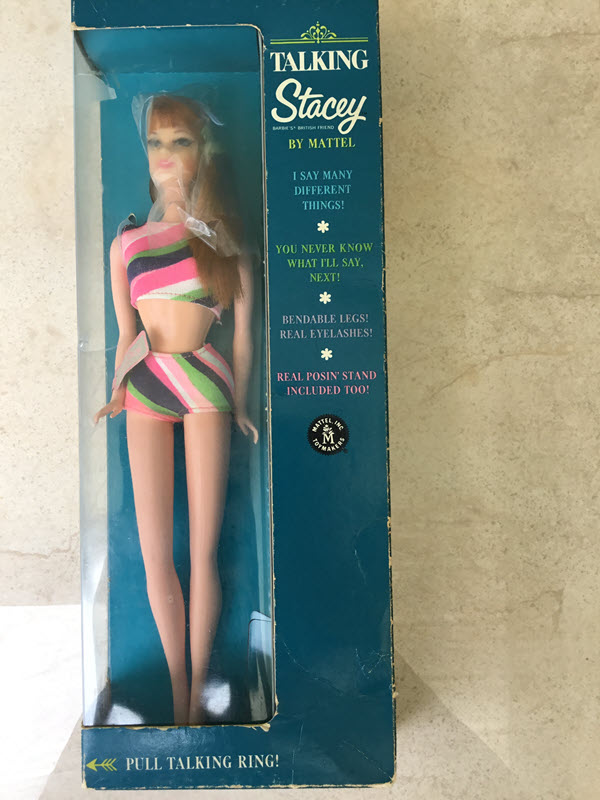 TALKING
Stacey
BARBIE'S® BRITISH FRIEND
BY MATTEL
I SAY MANY
DIFFERENT
THINGS!
*
YOU NEVER KNOW
WHAT I'LL SAY,
NEXT!
*
BENDABLE LEGS!
REAL EYELASHES!
*
REAL POSIN' STAND
INCLUDED TOO!
MATTEL, INC.
M
TOYMAKERS
PULL TALKING RING!